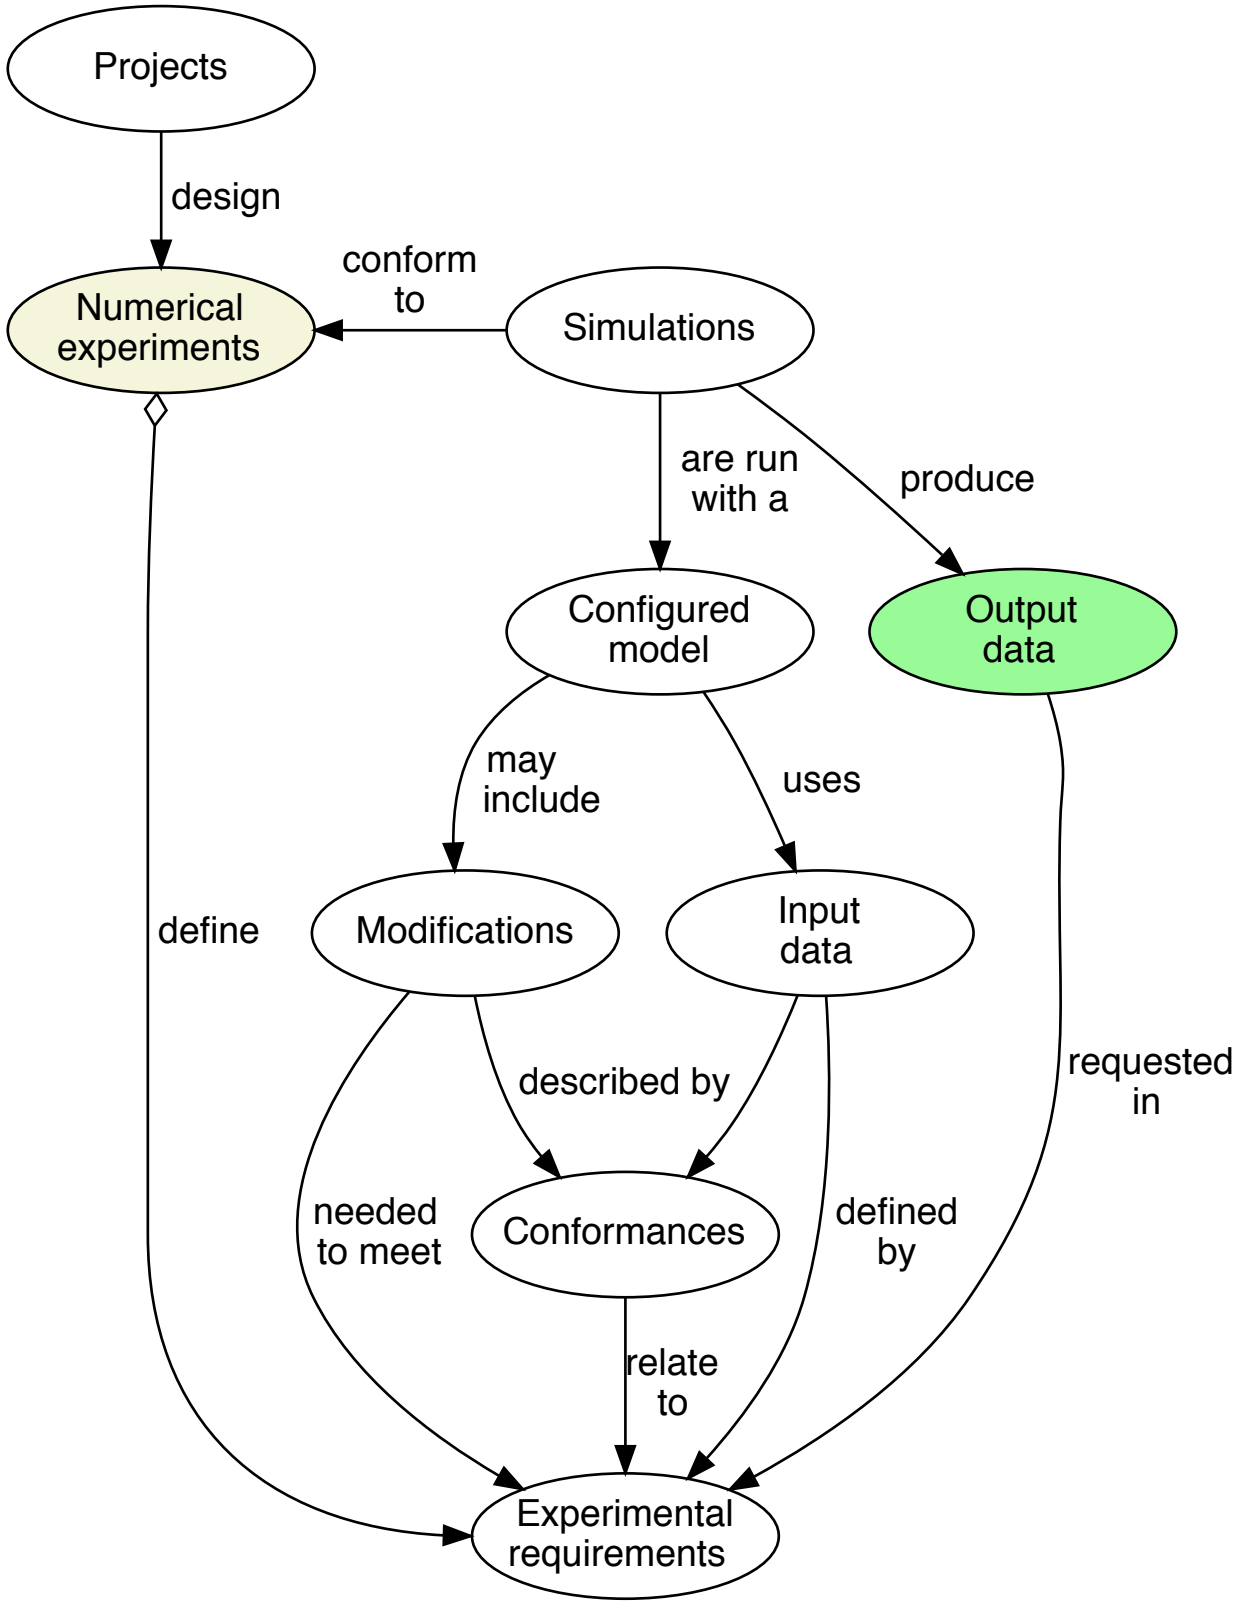 Projects
design
conform
to
Numerical
experiments
Simulations
are run
with a
produce
Configured
model
Output
data
may
include
uses
define
Modifications
Input
data
described by
requested
in
needed
to meet
Conformances
defined
by
relate
to
Experimental
requirements